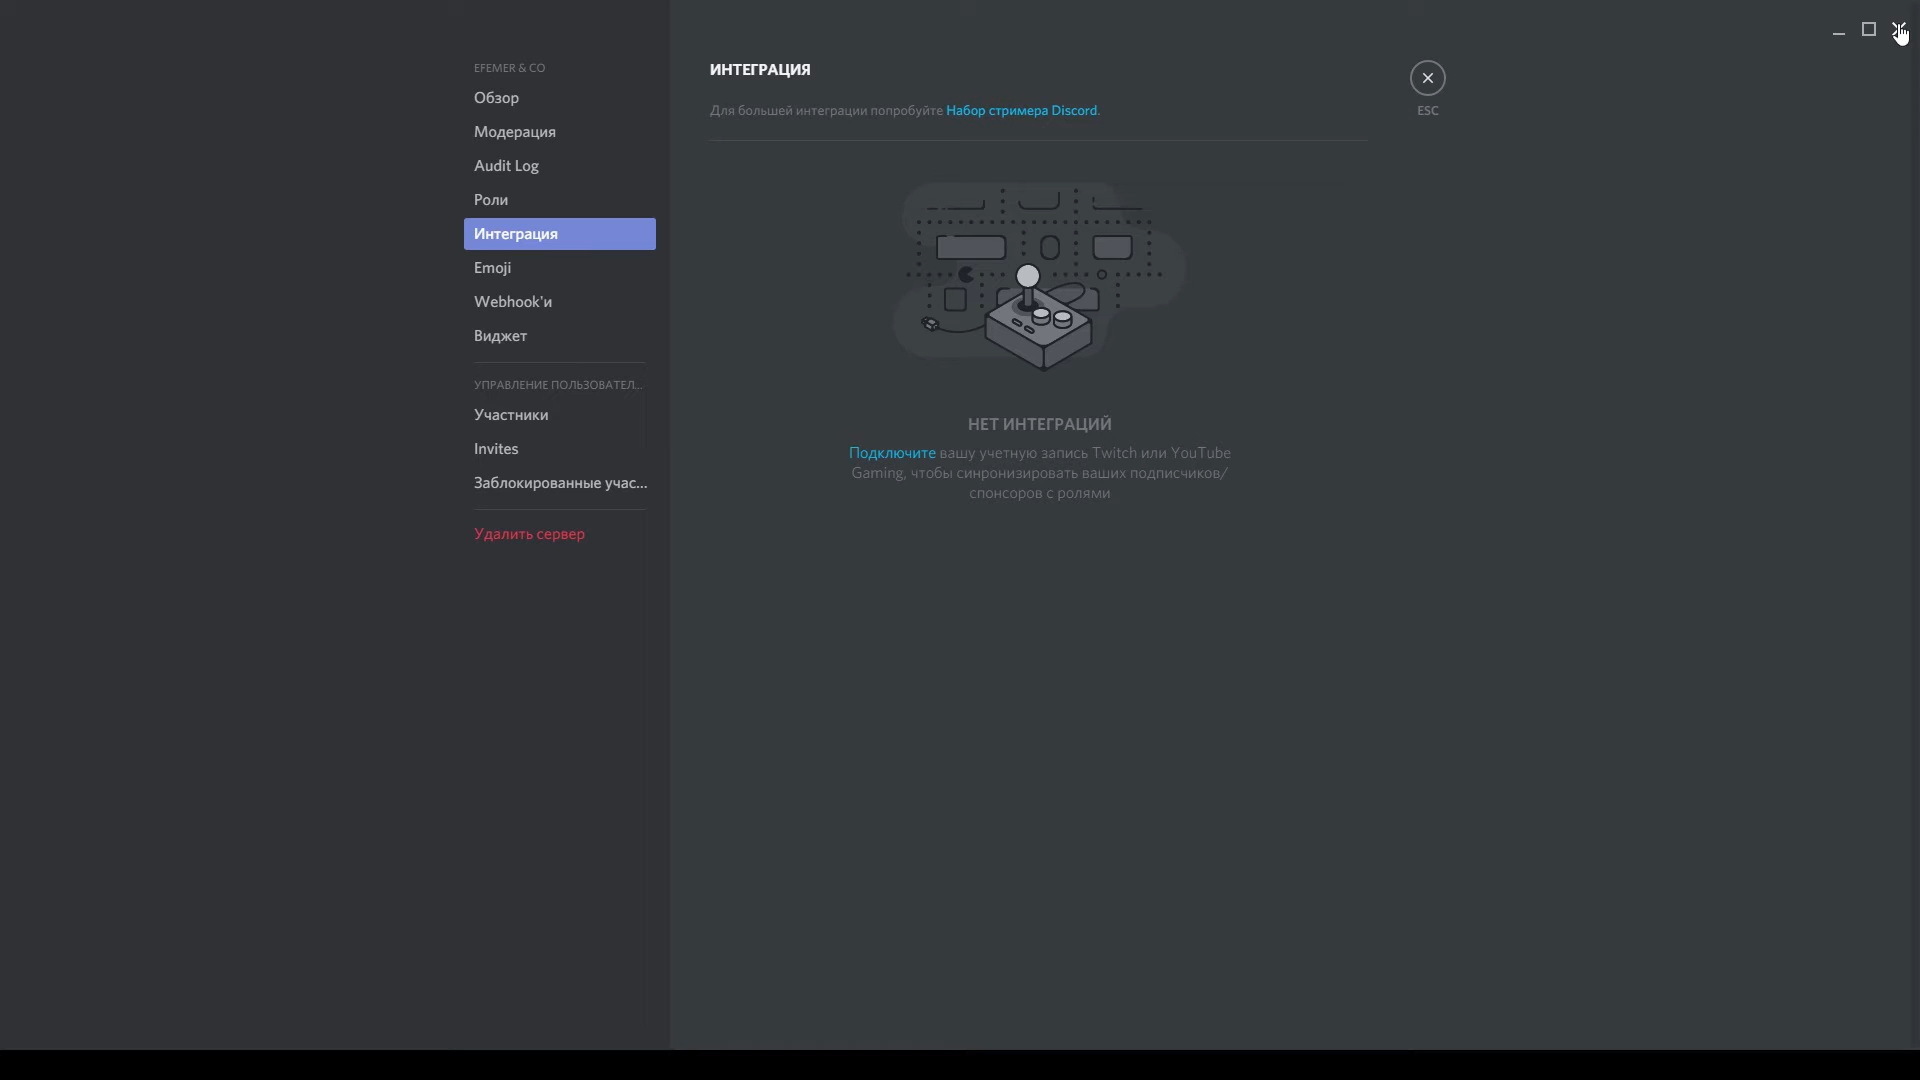 EFEMER & CO
Обзор
Модерация
Audit Log
Роли
Интеграция
Emoji
Webhook'и
Виджет
УПРАВЛЕНИЕ ПОЛЬЗОВАТЕЛ...
Участники
Invites
Заблокированные учас...
Удалить сервер
ИНТЕГРАЦИЯ
Для большей интеграции попробуйте Набор стримера Discord.
ESC
НЕТ ИНТЕГРАЦИЙ
Подключите вашу учетную запись Twitch или YouTube
Gaming, чтобы синронизировать ваших подписчиков/
спонсоров с ролями